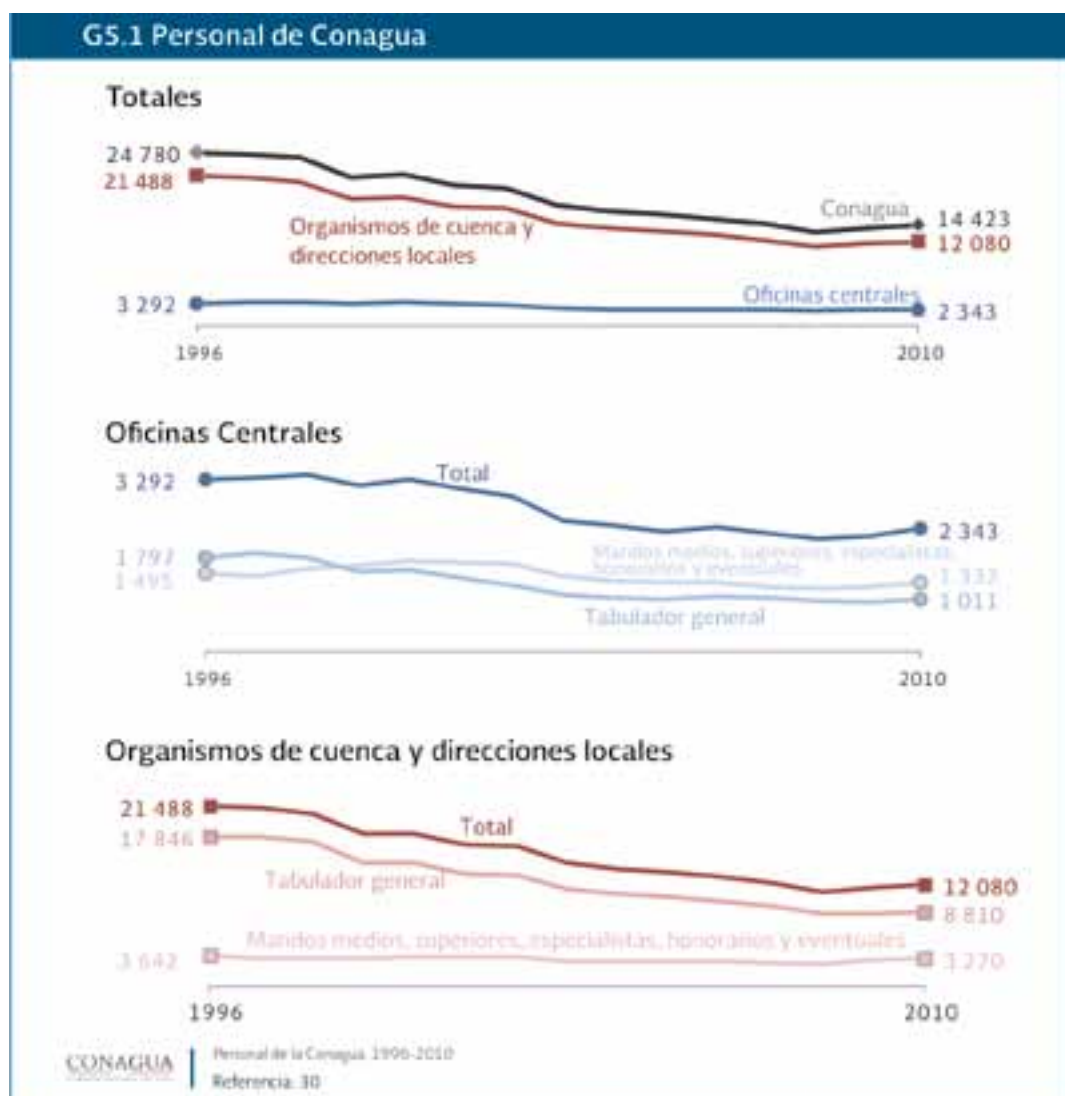 G5.1 Personal de Conagua
Totales
24 780
21 488
Organismos de cuenca y
direcciones locales
Conagua
14 423
12 080
3 292
Oficinas centrales
2 343
1996
2010
Oficinas Centrales
3 292
Total
2 343
1 797
1 495
Mandos medios, superiores, especialistas,
honorarios y eventuales
1 332
1 011
Tabulador general
1996
2010
Organismos de cuenca y direcciones locales
21 488
17 846
Total
Tabulador general
12 080
8 810
Mandos medios, superiores, especialistas, honorarios y eventuales
3 642
3 270
1996
2010
CONAGUA
Personal de la Conagua. 1996-2010
Referencia: 30